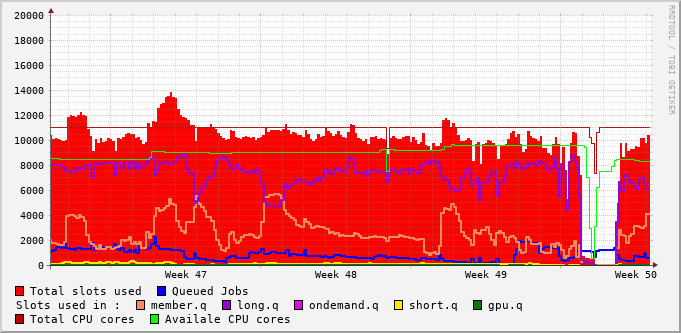 20000
18000
16000
14000
12000
10000
8000
6000
4000
2000
0
Week 47 Week 48 Week 49 Week 50
Total slots used Queued Jobs
Slots used in : member.q long.q ondemand.q short.q gpu.q
Total CPU cores Availale CPU cores
RRDTOOL / TOBI OETIKER